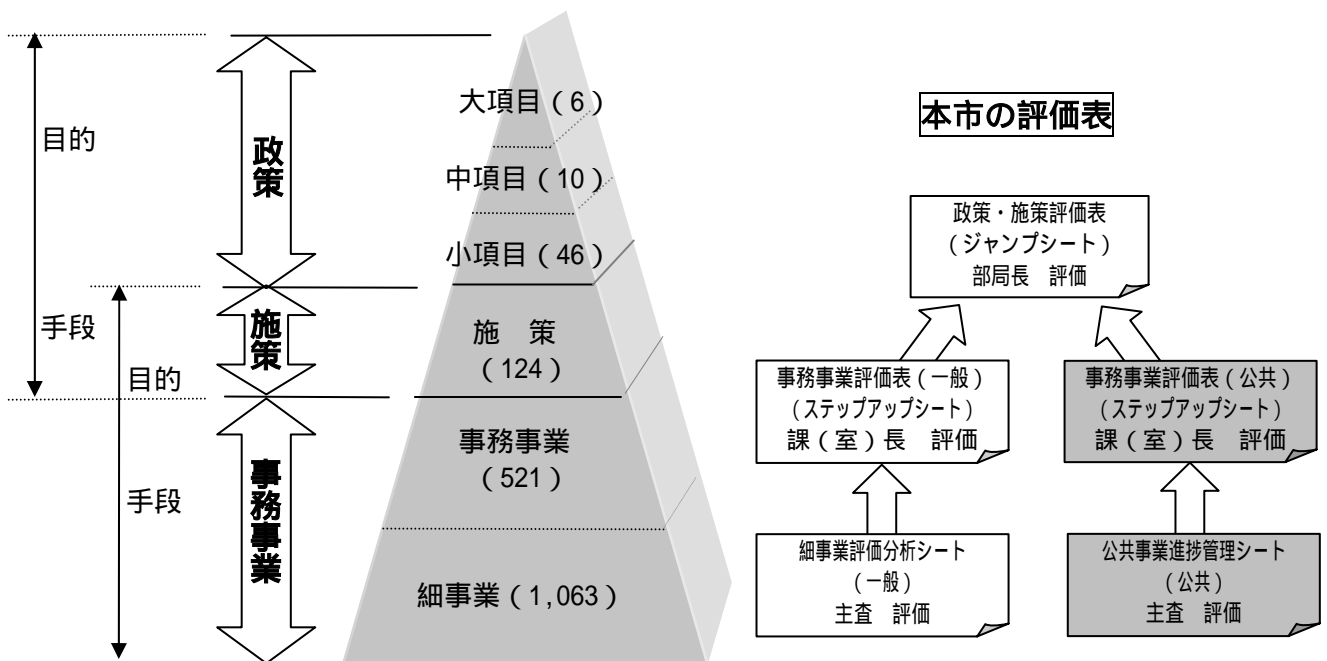 目的
手段
目的
手段
政策
施策
事務事業
大項目（6）
中項目（10）
小項目（46）
施　策
（124）
事務事業
（521）
細事業（1,063）
本市の評価表
政策・施策評価表
（ジャンプシート）
部局長　評価
事務事業評価表（一般）
（ステップアップシート）
課（室）長　評価
事務事業評価表（公共）
（ステップアップシート）
課（室）長　評価
細事業評価分析シート
（一般）
主査　評価
公共事業進捗管理シート
（公共）
主査　評価